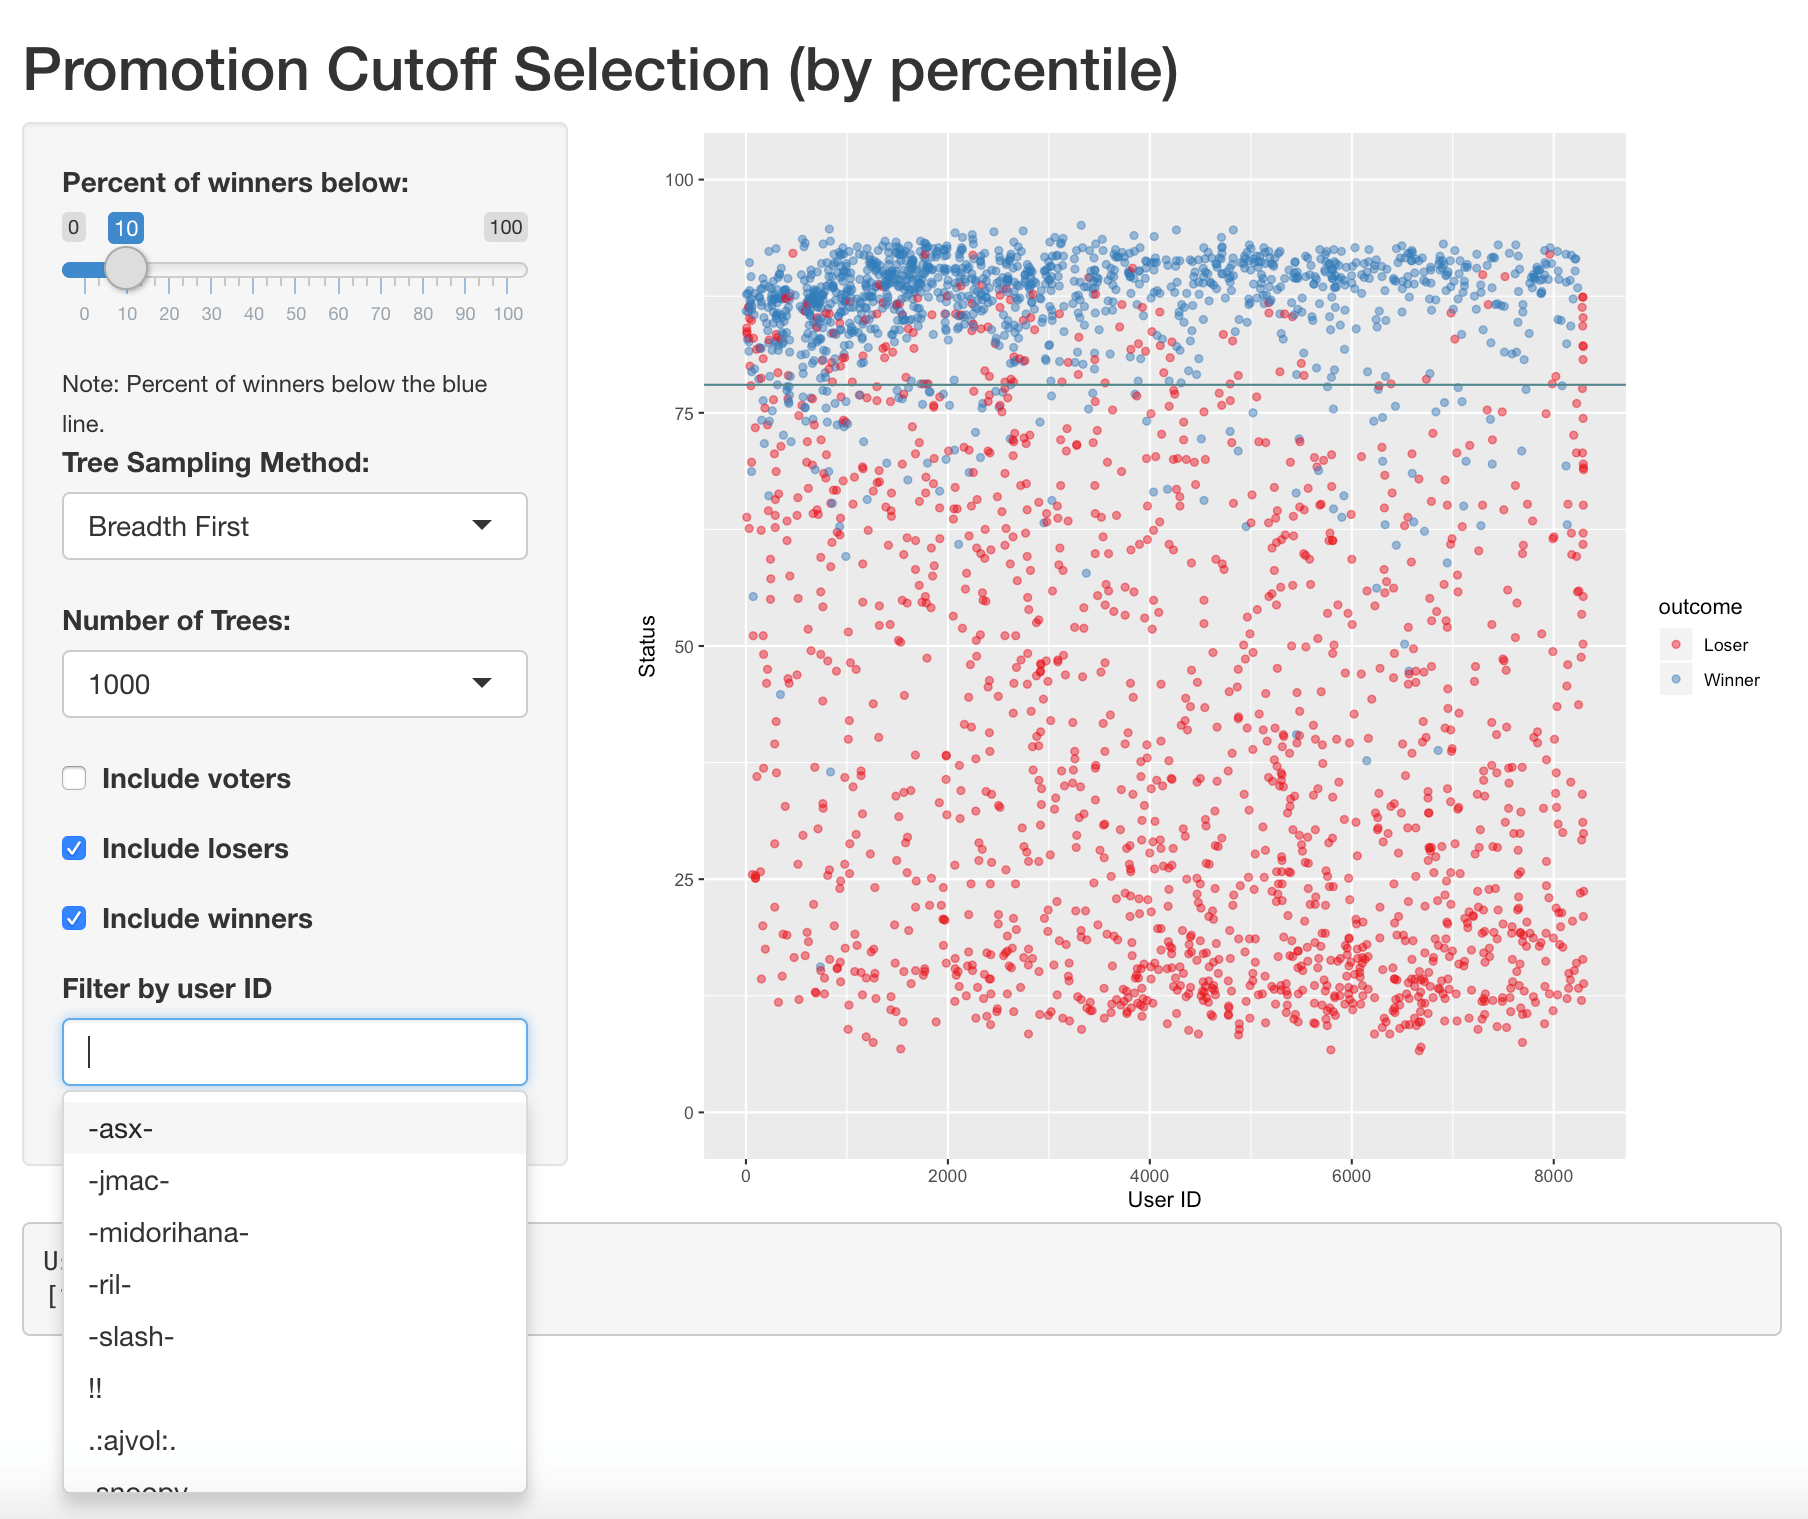 Promotion Cutoff Selection (by percentile)
Percent of winners below:
0 10 100
0 10 20 30 40 50 60 70 80 90 100
Note: Percent of winners below the blue
line.
Tree Sampling Method:
Breadth First
Number of Trees:
1000
Include voters
Include losers
Include winners
Filter by user ID
-asx-
-jmac-
-midorihana-
-ril-
-slash-
!!
.:ajvol:.
100
75
50
25
0
Status
0 2000 4000 6000 8000
User ID
outcome
Loser
Winner